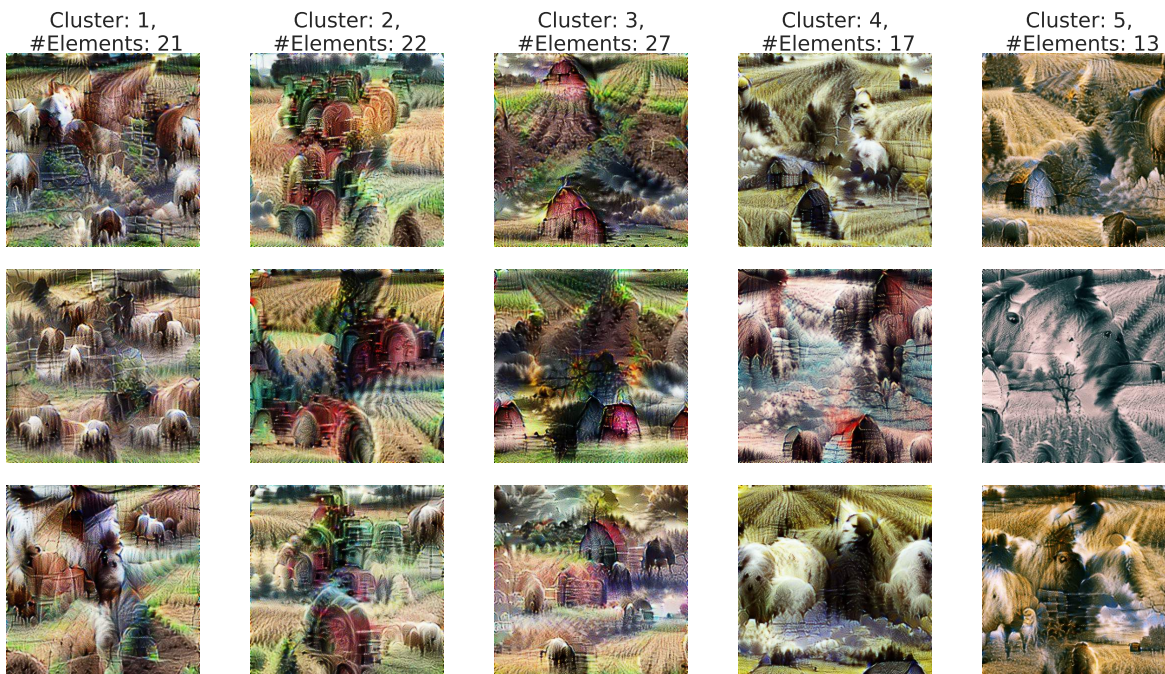 Cluster: 1,
#Elements: 21
Cluster: 2,
#Elements: 22
Cluster: 3,
#Elements: 27
Cluster: 4,
#Elements: 17
Cluster: 5,
#Elements: 13